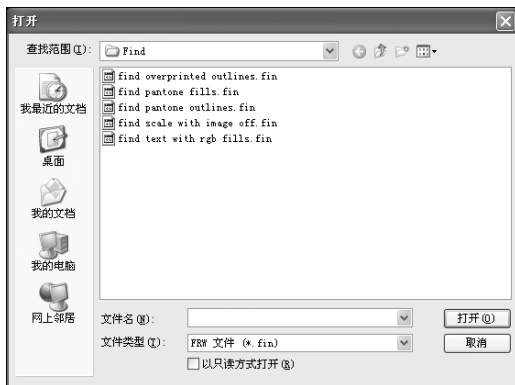 打开
查找范围(I):
Find
find overprinted outlines.fin
find pantone fills.fin
find pantone outlines.fin
find scale with image off.fin
find text with rgb fills.fin
我最近的文档
桌面
我的文档
我的电脑
网上邻居
文件名(N):
打开(O)
文件类型(T):
FRW 文件 (*.fin)
取消
以只读方式打开(R)